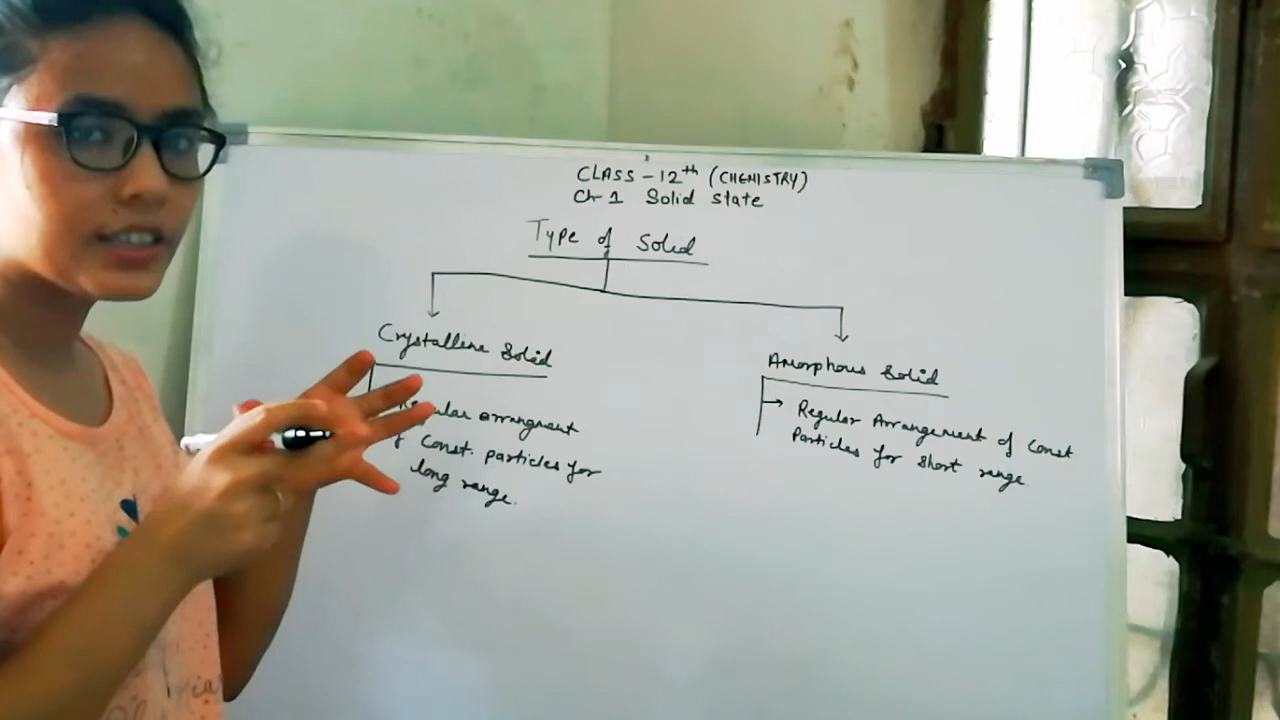 CLASS - 12th (CHEMISTRY)
Ch-1 Solid state
Type of Solid
Crystalline Solid
Amorphous Solid
arrangment
Const. particles for
long range.
→ Regular Arrangement of Const
Particles for Short range